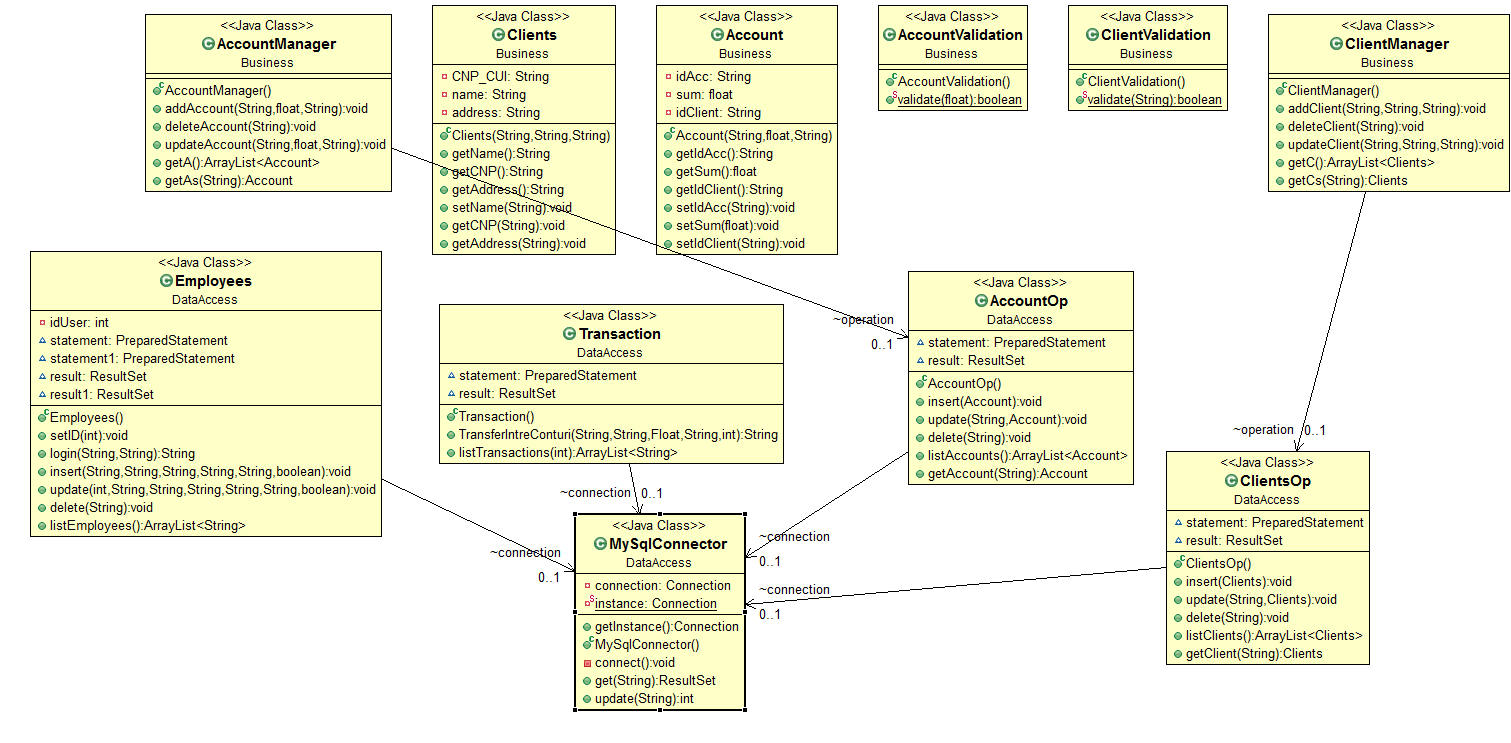 <<Java Class>>
AccountManager
Business
AccountManager()
addAccount(String,float,String):void
deleteAccount(String):void
updateAccount(String,float,String):void
getA():ArrayList<Account>
getAs(String):Account
<<Java Class>>
Clients
Business
CNP_CUI: String
name: String
address: String
Clients(String,String,String)
getName():String
getCNP():String
getAddress():String
setName(String):void
getCNP(String):void
getAddress(String):void
<<Java Class>>
Account
Business
idAcc: String
sum: float
idClient: String
Account(String,float,String)
getIdAcc():String
getSum():float
getIdClient():String
setIdAcc(String):void
setSum(float):void
setIdClient(String):void
<<Java Class>>
AccountValidation
Business
AccountValidation()
validate(float):boolean
<<Java Class>>
ClientValidation
Business
ClientValidation()
validate(String):boolean
<<Java Class>>
ClientManager
Business
ClientManager()
addClient(String,String,String):void
deleteClient(String):void
updateClient(String,String,String):void
getC():ArrayList<Clients>
getCs(String):Clients
<<Java Class>>
Employees
DataAccess
idUser: int
statement: PreparedStatement
statement1: PreparedStatement
result: ResultSet
result1: ResultSet
Employees()
setID(int):void
login(String,String):String
insert(String,String,String,String,String,boolean):void
update(int,String,String,String,String,String,boolean):void
delete(String):void
listEmployees():ArrayList<String>
<<Java Class>>
Transaction
DataAccess
statement: PreparedStatement
result: ResultSet
Transaction()
TransferIntreConturi(String,String,Float,String,int):String
listTransactions(int):ArrayList<String>
~operation
0..1
<<Java Class>>
AccountOp
DataAccess
statement: PreparedStatement
result: ResultSet
AccountOp()
insert(Account):void
update(String,Account):void
delete(String):void
listAccounts():ArrayList<Account>
getAccount(String):Account
~operation
0..1
<<Java Class>>
ClientsOp
DataAccess
statement: PreparedStatement
result: ResultSet
ClientsOp()
insert(Clients):void
update(String,Clients):void
delete(String):void
listClients():ArrayList<Clients>
getClient(String):Clients
~connection
0..1
~connection
0..1
~connection
0..1
~connection
0..1
<<Java Class>>
MySqlConnector
DataAccess
connection: Connection
instance: Connection
getInstance():Connection
MySqlConnector()
connect():void
get(String):ResultSet
update(String):int